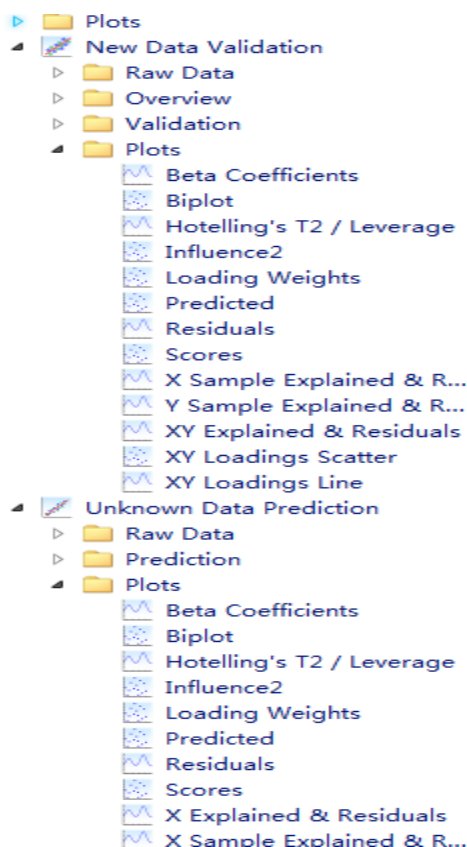 Plots
New Data Validation
Raw Data
Overview
Validation
Plots
Beta Coefficients
Biplot
Hotelling's T2 / Leverage
Influence2
Loading Weights
Predicted
Residuals
Scores
X Sample Explained & R...
Y Sample Explained & R...
XY Explained & Residuals
XY Loadings Scatter
XY Loadings Line
Unknown Data Prediction
Raw Data
Prediction
Plots
Beta Coefficients
Biplot
Hotelling's T2 / Leverage
Influence2
Loading Weights
Predicted
Residuals
Scores
X Explained & Residuals
X Sample Explained & R...